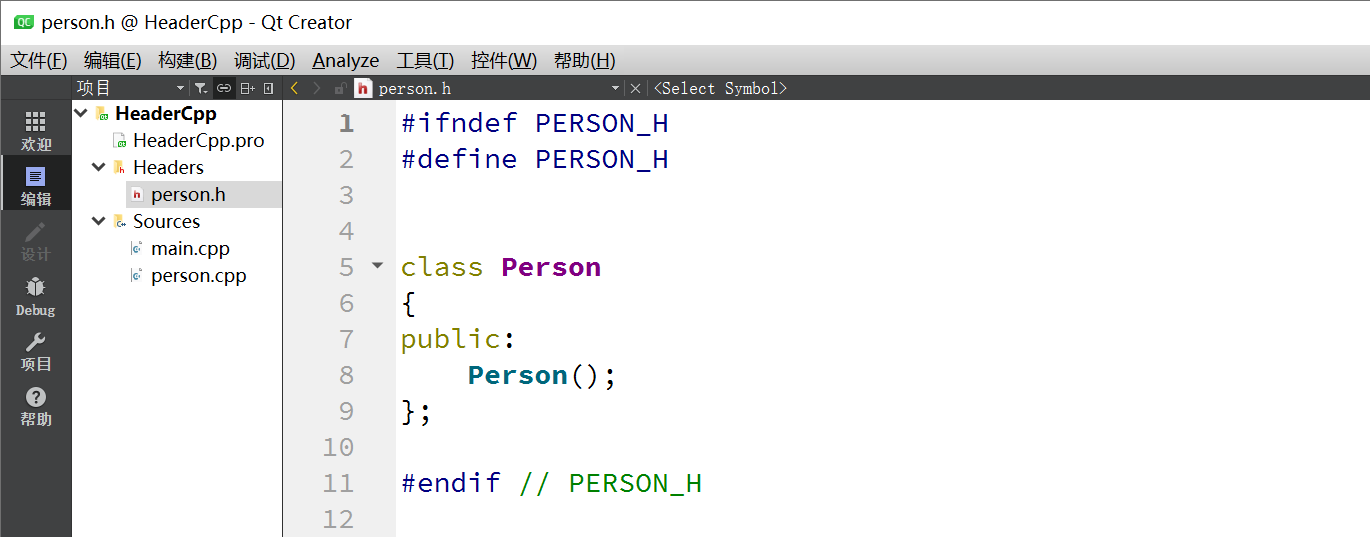 person.h @ HeaderCpp - Qt Creator
文件(F) 编辑(E) 构建(B) 调试(D) Analyze 工具(T) 控件(W) 帮助(H)
项目 person.h <Select Symbol>
欢迎
编辑
设计
Debug
项目
帮助
HeaderCpp
HeaderCpp.pro
Headers
person.h
Sources
main.cpp
person.cpp
1 #ifndef PERSON_H
2 #define PERSON_H
3
4
5 class Person
6 {
7 public:
8     Person();
9 };
10
11 #endif // PERSON_H
12